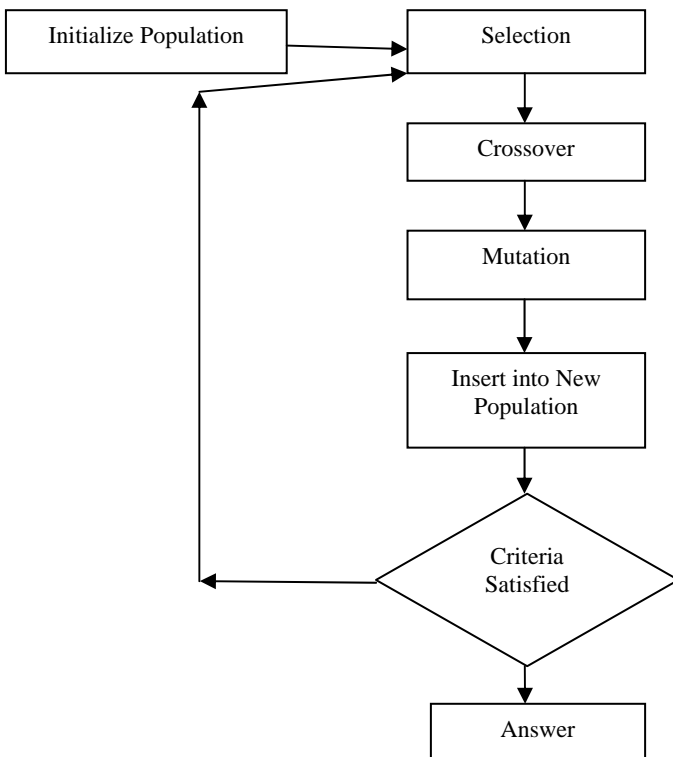 Initialize Population
Selection
Crossover
Mutation
Insert into New
Population
Criteria
Satisfied
Answer